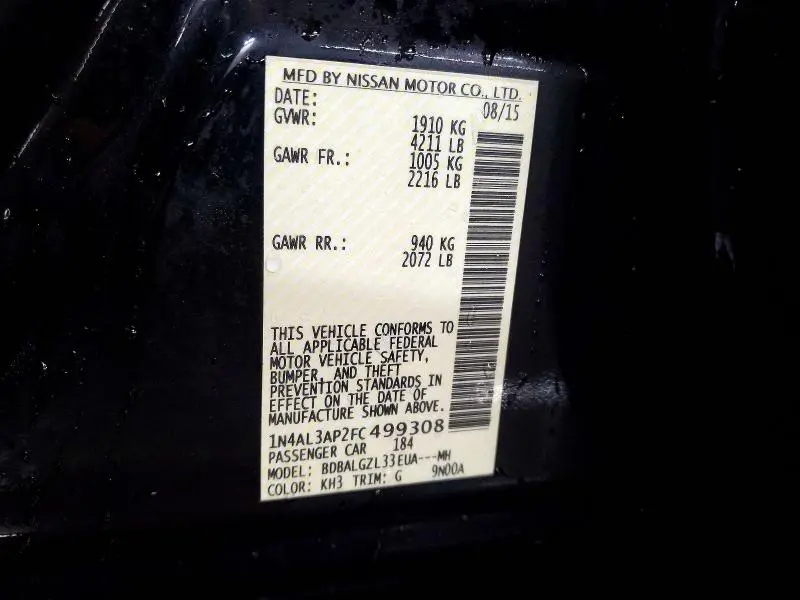 MFD BY NISSAN MOTOR CO., LTD.
DATE: 08/15
GVWR: 1910 KG
4211 LB
GAWR FR.: 1005 KG
2216 LB
GAWR RR.: 940 KG
2072 LB
THIS VEHICLE CONFORMS TO
ALL APPLICABLE FEDERAL
MOTOR VEHICLE SAFETY,
BUMPER, AND THEFT
PREVENTION STANDARDS IN
EFFECT ON THE DATE OF
MANUFACTURE SHOWN ABOVE.
1N4AL3AP2FC499308
PASSENGER CAR 184
MODEL: BDBALGZL33EUA---MH
COLOR: KH3 TRIM: G 9N00A